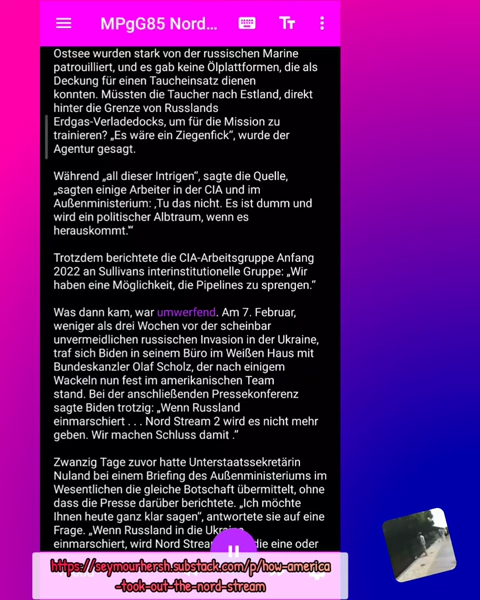 MPgG85 Nord...
Ostsee wurden stark von der russischen Marine
patrouilliert, und es gab keine Ölplattformen, die als
Deckung für einen Taucheinsatz dienen
konnten. Müssten die Taucher nach Estland, direkt
hinter die Grenze von Russlands
Erdgas-Verladedocks, um für die Mission zu
trainieren? „Es wäre ein Ziegenfick“, wurde der
Agentur gesagt.
Während „all dieser Intrigen“, sagte die Quelle,
„sagten einige Arbeiter in der CIA und im
Außenministerium: ‚Tu das nicht. Es ist dumm und
wird ein politischer Albtraum, wenn es
herauskommt.‘“
Trotzdem berichtete die CIA-Arbeitsgruppe Anfang
2022 an Sullivans interinstitutionelle Gruppe: „Wir
haben eine Möglichkeit, die Pipelines zu sprengen.“
Was dann kam, war umwerfend. Am 7. Februar,
weniger als drei Wochen vor der scheinbar
unvermeidlichen russischen Invasion in der Ukraine,
traf sich Biden in seinem Büro im Weißen Haus mit
Bundeskanzler Olaf Scholz, der nach einigem
Wackeln nun fest im amerikanischen Team
stand. Bei der anschließenden Pressekonferenz
sagte Biden trotzig: „Wenn Russland
einmarschiert . . . Nord Stream 2 wird es nicht mehr
geben. Wir machen Schluss damit .“
Zwanzig Tage zuvor hatte Unterstaatssekretärin
Nuland bei einem Briefing des Außenministeriums im
Wesentlichen die gleiche Botschaft übermittelt, ohne
dass die Presse darüber berichtete. „Ich möchte
Ihnen heute ganz klar sagen“, antwortete sie auf eine
Frage. „Wenn Russland in die Ukraine
einmarschiert, wird Nord Stream die eine oder
https://seymourhersh.substack.com/p/how-america
-took-out-the-nord-stream